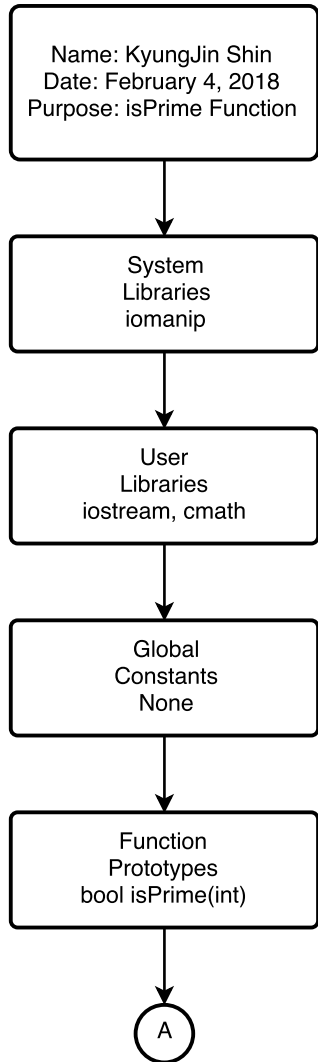 Name: KyungJin Shin
Date: February 4, 2018
Purpose: isPrime Function
System
Libraries
iomanip
User
Libraries
iostream, cmath
Global
Constants
None
Function
Prototypes
bool isPrime(int)
A